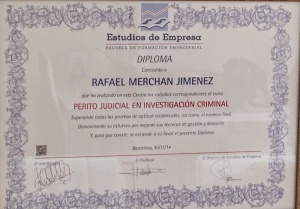 Estudios de Empresa
ESCUELA DE FORMACIÓN EMPRESARIAL
DIPLOMA
Concedido a
RAFAEL MERCHAN JIMENEZ
que ha realizado en este Centro los estudios correspondientes al curso
PERITO JUDICIAL EN INVESTIGACIÓN CRIMINAL
Superando todas las pruebas de aptitud establecidas, así como, el examen final.
Demostrando su esfuerzo por mejorar sus técnicas de gestión y dirección.
Y, para que conste, se extiende a su favor el presente Diploma.
Barcelona,
El Profesor
El Director de Estudios de Empresa